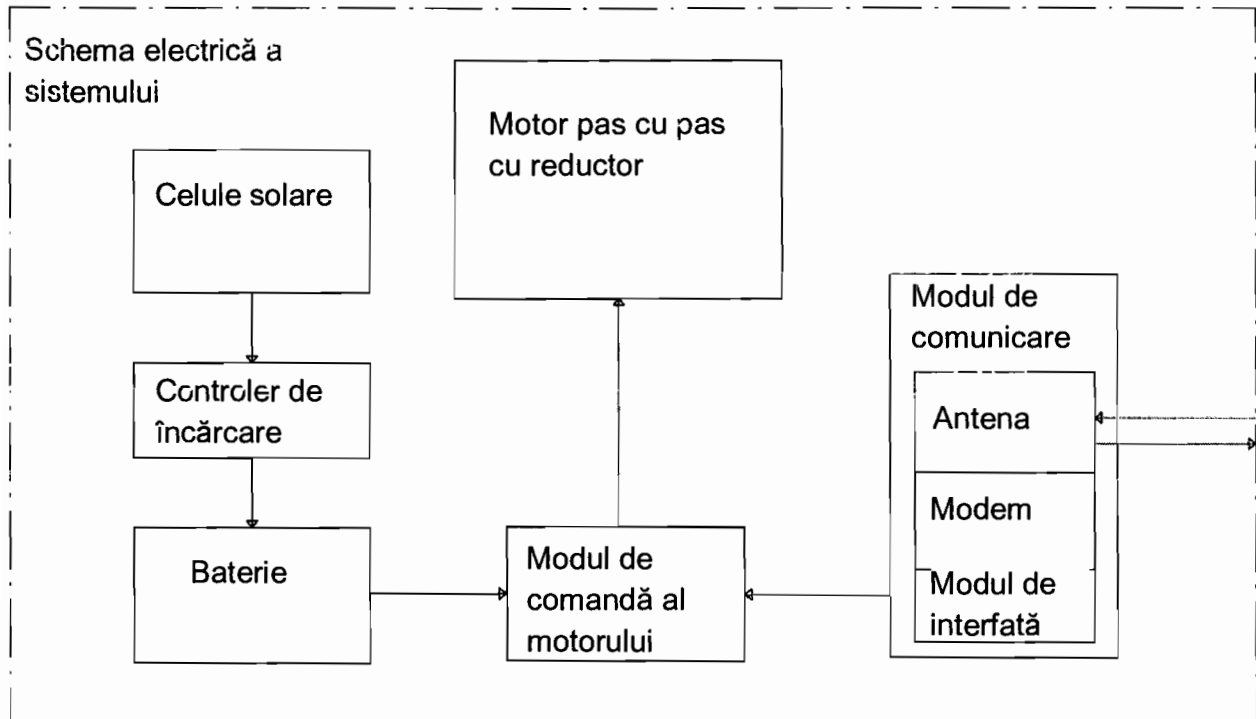 Schema electrică a
sistemului
Motor pas cu pas
cu reductor
Celule solare
Modul de
comunicare
Controler de
încărcare
Antena
Modem
Baterie
Modul de
comandă al
motorului
Modul de
interfată